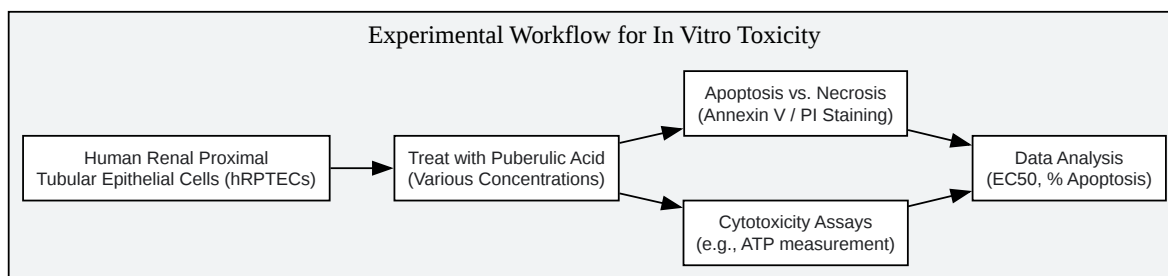 Experimental Workflow for In Vitro Toxicity
Human Renal Proximal
Tubular Epithelial Cells (hRPTECs)
Treat with Puberulic Acid
(Various Concentrations)
Apoptosis vs. Necrosis
(Annexin V / PI Staining)
Cytotoxicity Assays
(e.g., ATP measurement)
Data Analysis
(EC50, % Apoptosis)